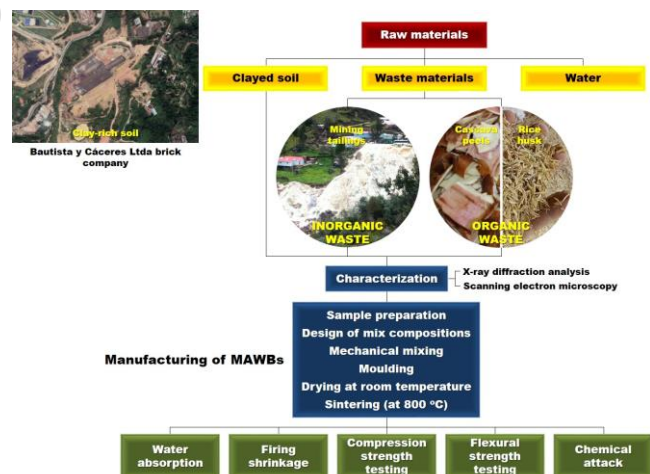 Raw materials
Clayed soil
Waste materials
Water
Clay-rich soil
Bautista y Cáceres Ltda brick
company
Mining
tailings
Cassava
peels
Rice
husk
INORGANIC
WASTE
ORGANIC
WASTE
Characterization
X-ray diffraction analysis
Scanning electron microscopy
Manufacturing of MAWBs
Sample preparation
Design of mix compositions
Mechanical mixing
Moulding
Drying at room temperature
Sintering (at 800 ºC)
Water
absorption
Firing
shrinkage
Compression
strength
testing
Flexural
strength
testing
Chemical
attack